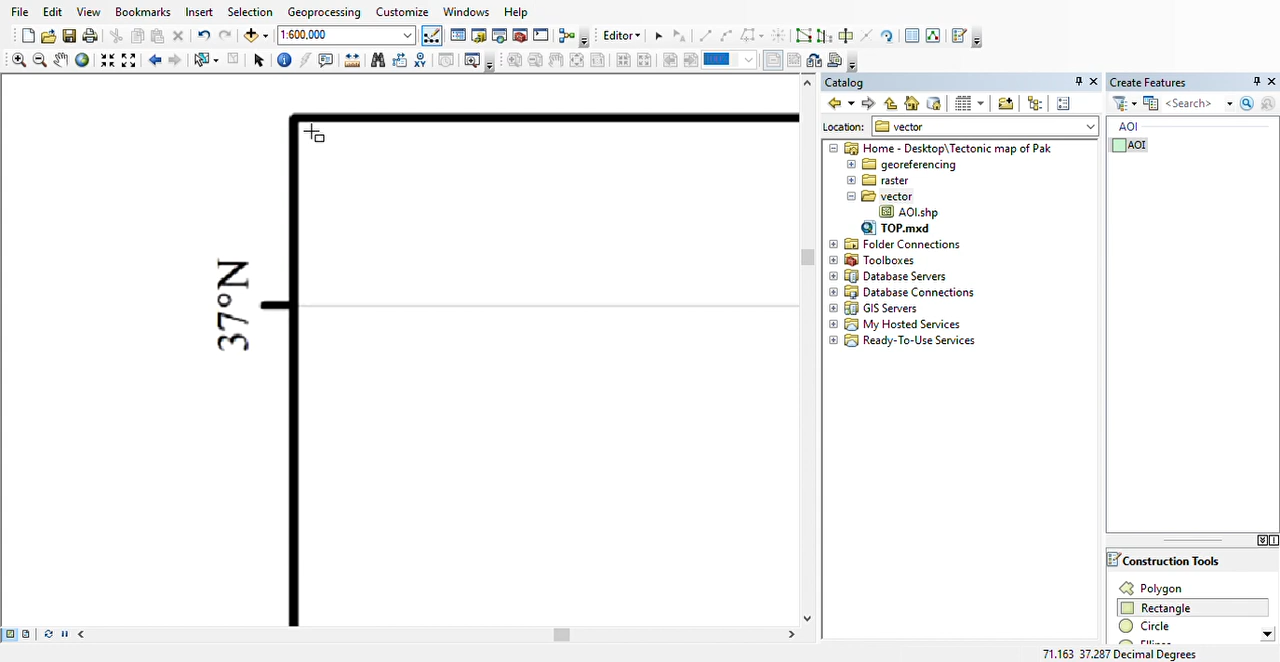 File Edit View Bookmarks Insert Selection Geoprocessing Customize Windows Help
1:600,000 Editor
Catalog
Create Features
<Search>
Location: vector
AOI
AOI
Home - Desktop\Tectonic map of Pak
georeferencing
raster
vector
AOI.shp
TOP.mxd
Folder Connections
Toolboxes
Database Servers
Database Connections
GIS Servers
My Hosted Services
Ready-To-Use Services
37°N
Construction Tools
Polygon
Rectangle
Circle
71.163 37.287 Decimal Degrees